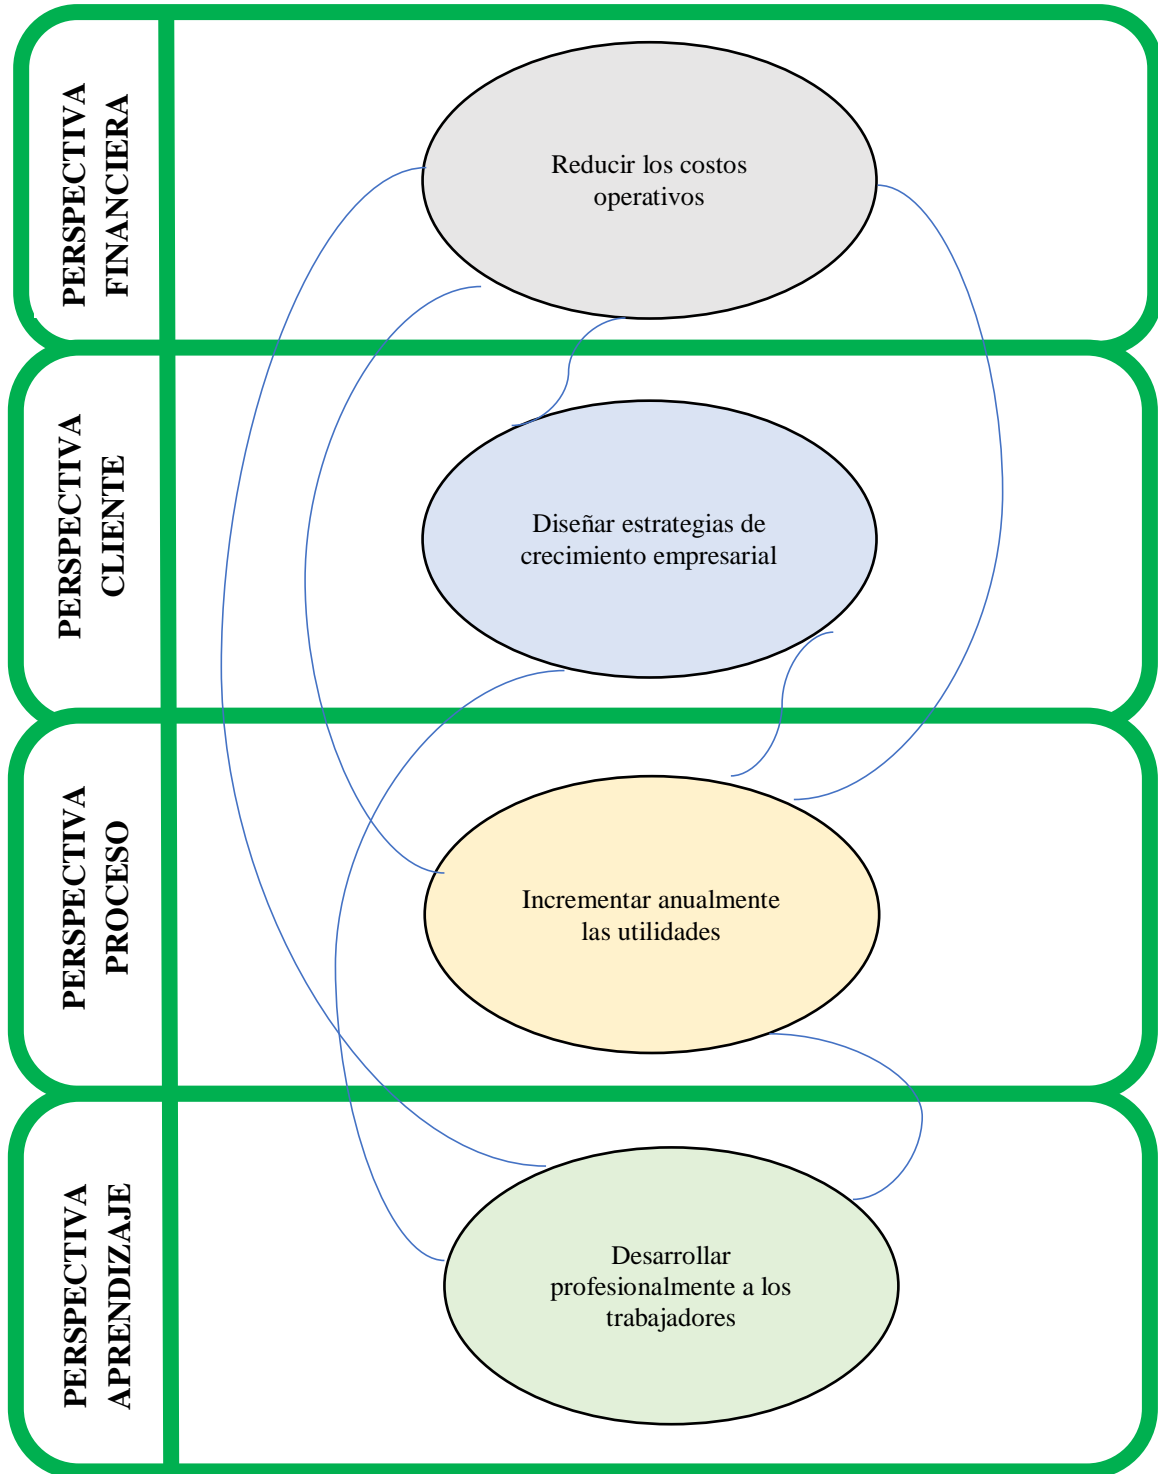 PERSPECTIVA
FINANCIERA
Reducir los costos
operativos
PERSPECTIVA
CLIENTE
Diseñar estrategias de
crecimiento empresarial
PERSPECTIVA
PROCESO
Incrementar anualmente
las utilidades
PERSPECTIVA
APRENDIZAJE
Desarrollar
profesionalmente a los
trabajadores